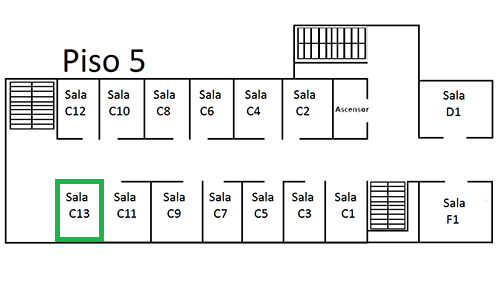 Piso 5
Sala
C12
Sala
C10
Sala
C8
Sala
C6
Sala
C4
Sala
C2
Ascensor
Sala
D1
Sala
C13
Sala
C11
Sala
C9
Sala
C7
Sala
C5
Sala
C3
Sala
C1
Sala
F1